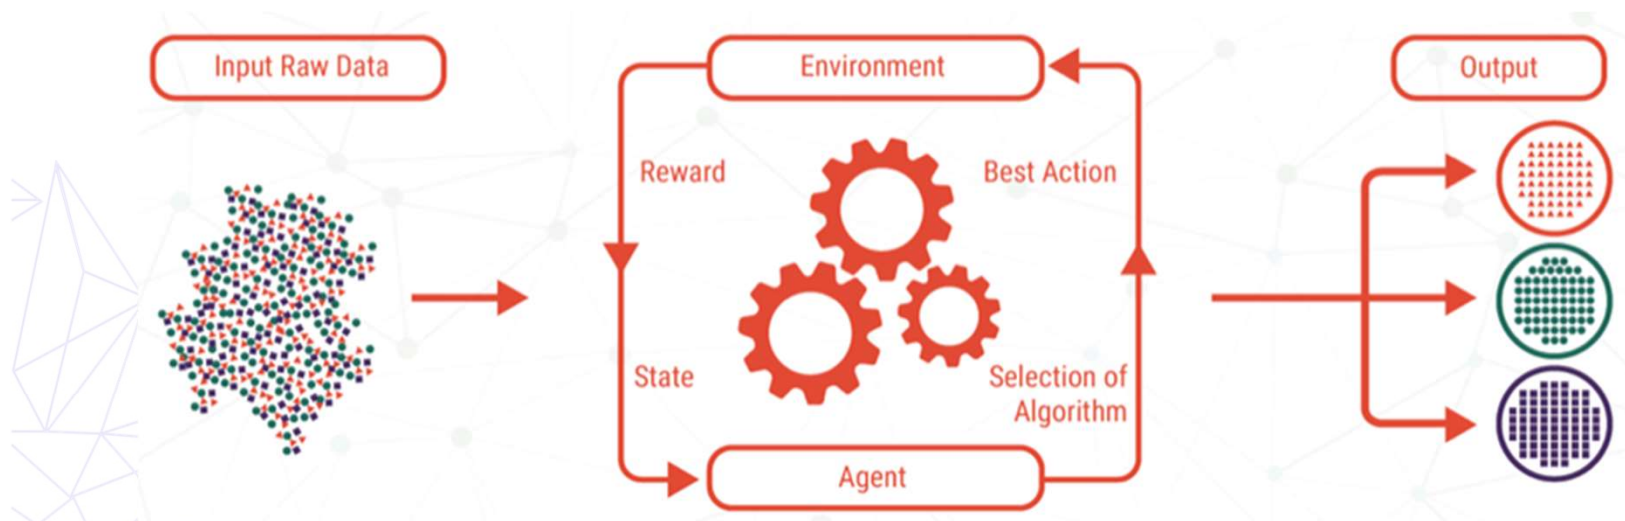 Input Raw Data
Environment
Output
Reward
Best Action
State
Selection of
Algorithm
Agent